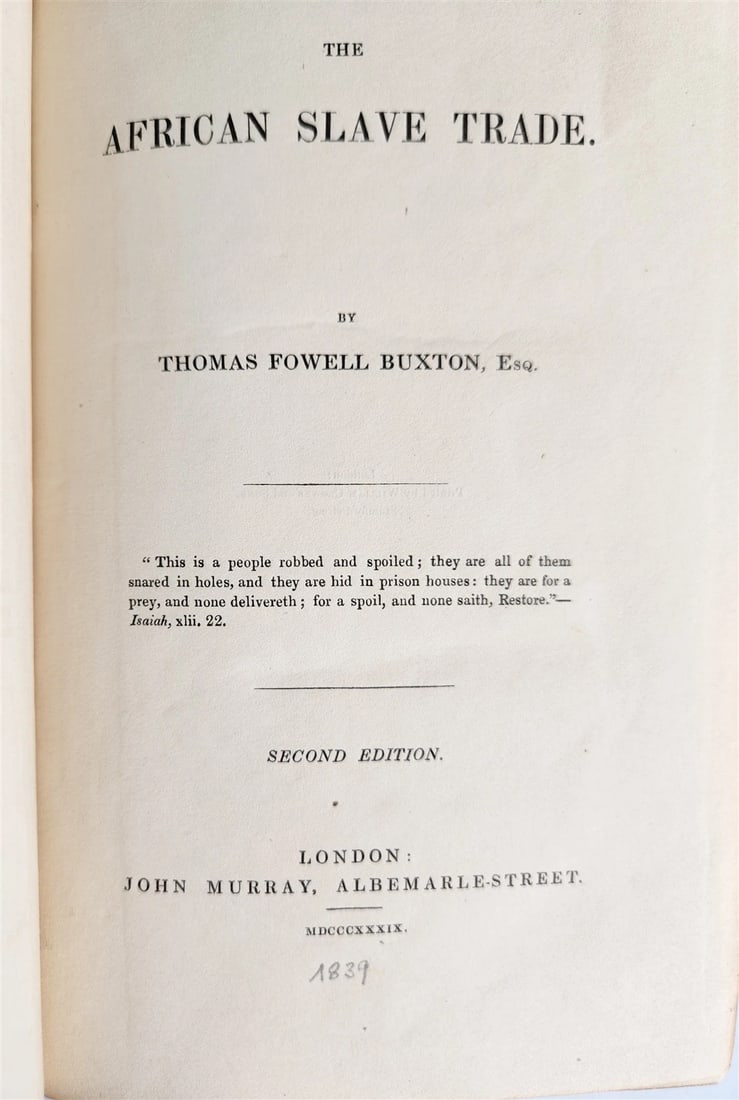 THE
AFRICAN SLAVE TRADE.
BY
THOMAS FOWELL BUXTON, Esq.
“ This is a people robbed and spoiled ; they are all of them
snared in holes, and they are hid in prison houses : they are for a
prey, and none delivereth ; for a spoil, and none saith, Restore.”—
Isaiah, xlii. 22.
SECOND EDITION.
LONDON :
JOHN MURRAY, ALBEMARLE-STREET.
MDCCCXXXIX.
1839